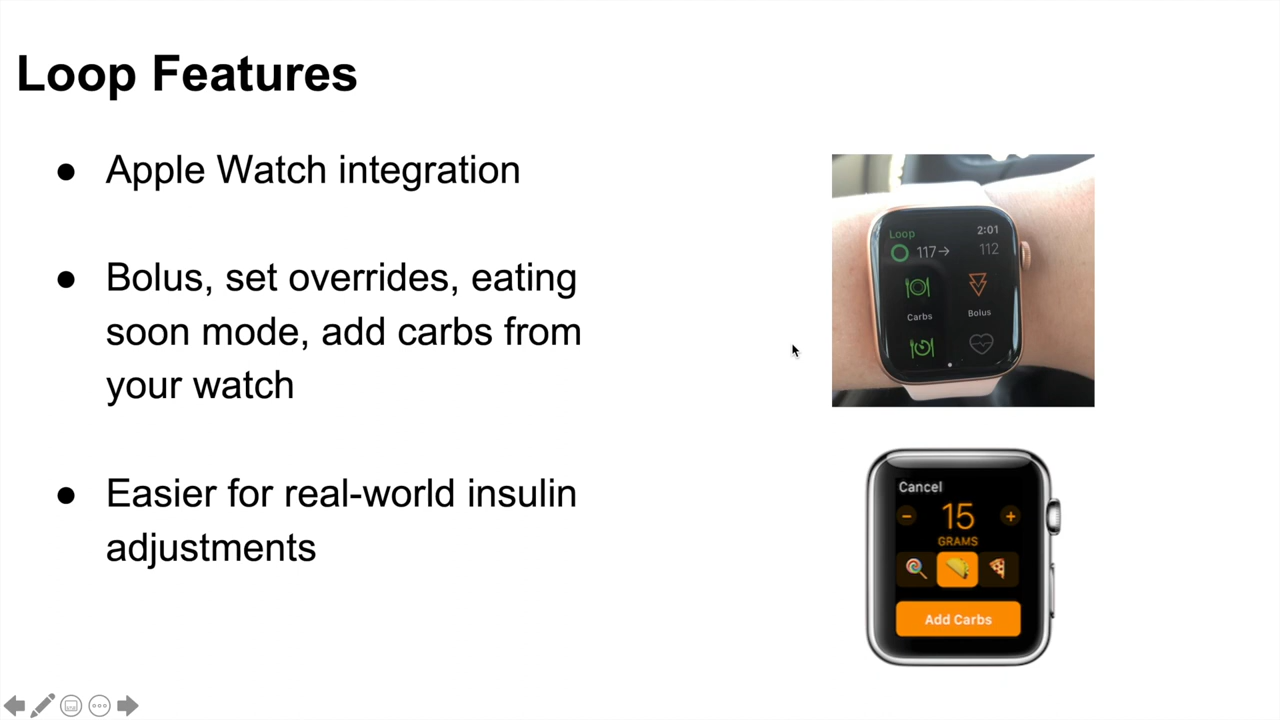 Loop Features
● Apple Watch integration
● Bolus, set overrides, eating
soon mode, add carbs from
your watch
● Easier for real-world insulin
adjustments
Loop 2:01
117→ 112
Carbs Bolus
Cancel
- 15 +
GRAMS
Add Carbs